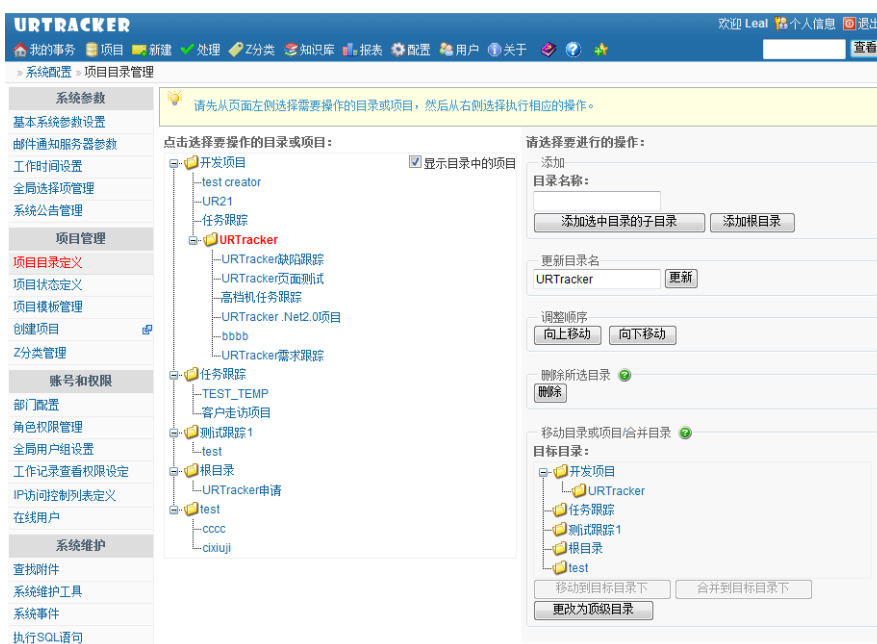 URTRACKER
欢迎 Leal 个人信息 退出
我的事务 项目 新建 处理 Z分类 知识库 报表 配置 用户 关于 查看
» 系统配置 » 项目目录管理
系统参数
基本系统参数设置
邮件通知服务器参数
工作时间设置
全局选择项管理
系统公告管理
项目管理
项目目录定义
项目状态定义
项目模板管理
创建项目
Z分类管理
账号和权限
部门配置
角色权限管理
全局用户组设置
工作记录查看权限设定
IP访问控制列表定义
在线用户
系统维护
查找附件
系统维护工具
系统事件
执行SQL语句
请先从页面左侧选择需要操作的目录或项目，然后从右侧选择执行相应的操作。
点击选择要操作的目录或项目：
显示目录中的项目
开发项目
test creator
UR21
任务跟踪
URTracker
URTracker缺陷跟踪
URTracker页面测试
高档机任务跟踪
URTracker .Net2.0项目
bbbb
URTracker需求跟踪
任务跟踪
TEST_TEMP
客户走访项目
测试跟踪1
test
根目录
URTracker申请
test
cccc
cixiuji
请选择要进行的操作：
添加
目录名称：
添加选中目录的子目录 添加根目录
更新目录名
URTracker 更新
调整顺序
向上移动 向下移动
删除所选目录
删除
移动目录或项目/合并目录
目标目录：
开发项目
URTracker
任务跟踪
测试跟踪1
根目录
test
移动到目标目录下 合并到目标目录下
更改为顶级目录